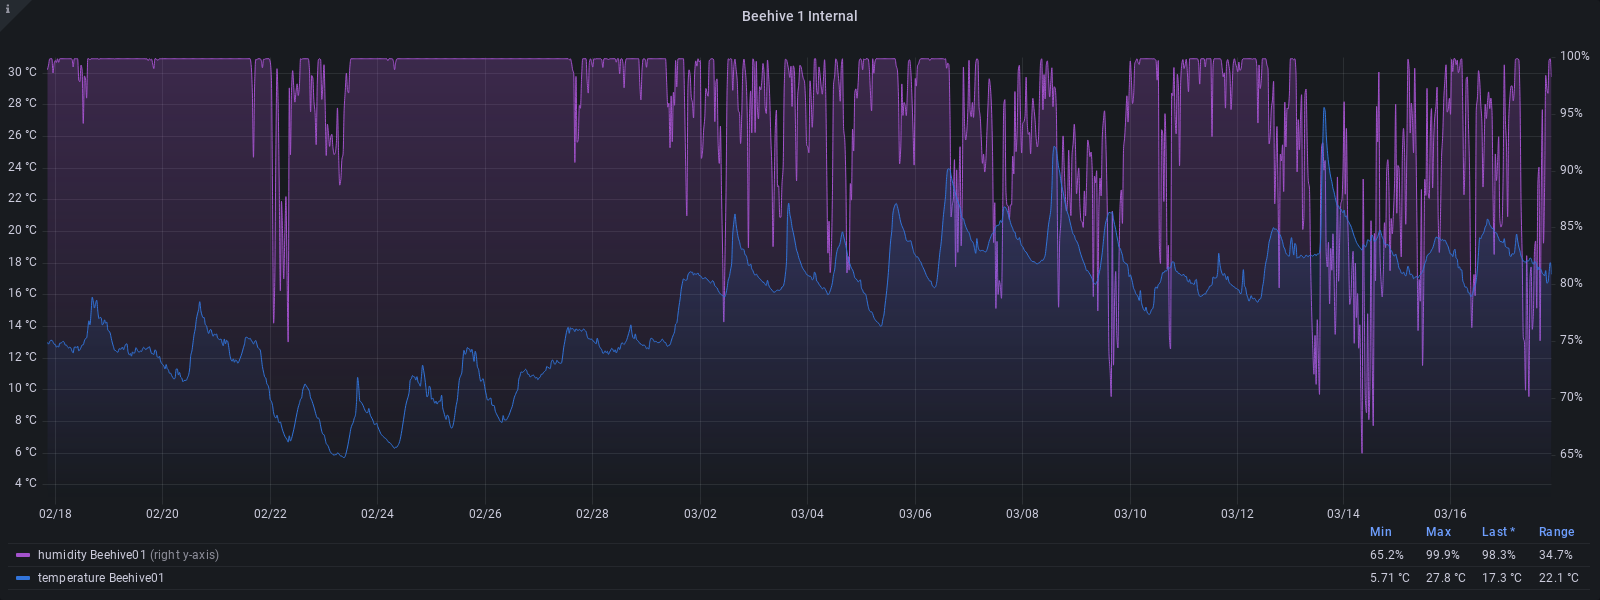 i
Beehive 1 Internal
30 °C
28 °C
26 °C
24 °C
22 °C
20 °C
18 °C
16 °C
14 °C
12 °C
10 °C
8 °C
6 °C
4 °C
100%
95%
90%
85%
80%
75%
70%
65%
02/18 02/20 02/22 02/24 02/26 02/28 03/02 03/04 03/06 03/08 03/10 03/12 03/14 03/16
Min Max Last * Range
humidity Beehive01 (right y-axis) 65.2% 99.9% 98.3% 34.7%
temperature Beehive01 5.71 °C 27.8 °C 17.3 °C 22.1 °C